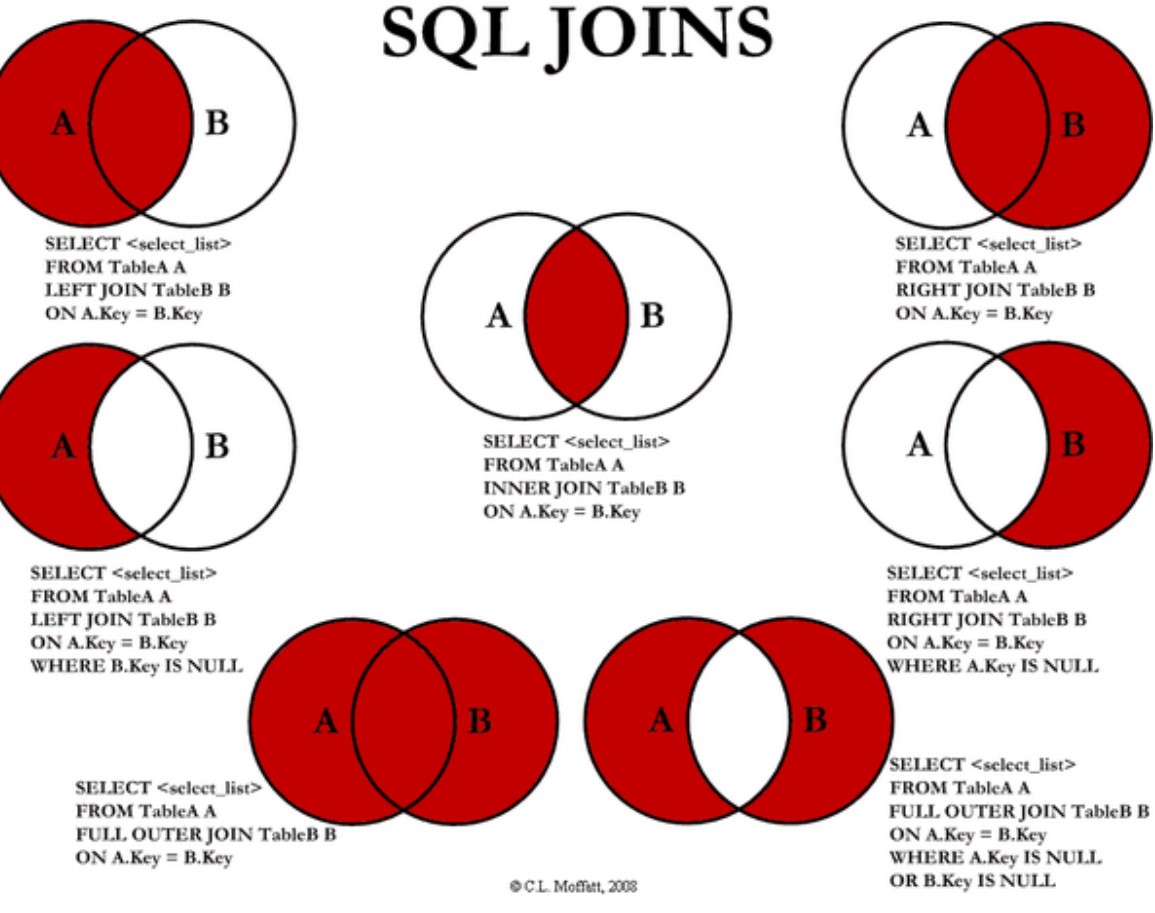 SQL JOINS
A
B
SELECT <select_list>
FROM TableA A
LEFT JOIN TableB B
ON A.Key = B.Key
A
B
SELECT <select_list>
FROM TableA A
RIGHT JOIN TableB B
ON A.Key = B.Key
A
B
SELECT <select_list>
FROM TableA A
INNER JOIN TableB B
ON A.Key = B.Key
A
B
SELECT <select_list>
FROM TableA A
LEFT JOIN TableB B
ON A.Key = B.Key
WHERE B.Key IS NULL
A
B
SELECT <select_list>
FROM TableA A
RIGHT JOIN TableB B
ON A.Key = B.Key
WHERE A.Key IS NULL
A
B
SELECT <select_list>
FROM TableA A
FULL OUTER JOIN TableB B
ON A.Key = B.Key
A
B
SELECT <select_list>
FROM TableA A
FULL OUTER JOIN TableB B
ON A.Key = B.Key
WHERE A.Key IS NULL
OR B.Key IS NULL
© C.L. Moffatt, 2008